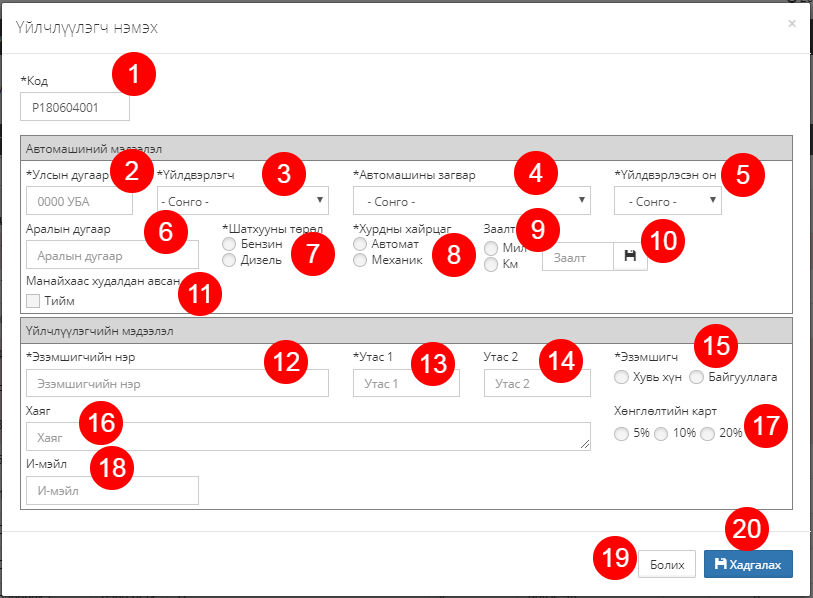 Үйлчлүүлэгч нэмэх ×
1
*Код
P180604001
Автомашиний мэдээлэл
2 3 4 5
*Улсын дугаар *Үйлдвэрлэгч *Автомашины загвар *Үйлдвэрлэсэн он
0000 УБА - Сонго - - Сонго - - Сонго -
6 7 8 9 10
Аралын дугаар *Шатхууны төрөл *Хурдны хайрцаг Заалт
Бензин Автомат Мил
Аралын дугаар Дизель Механик Км Заалт
Манайхаас худалдан авсан 11
Тийм
Үйлчлүүлэгчийн мэдээлэл
12 13 14 15
*Эзэмшигчийн нэр *Утас 1 Утас 2 *Эзэмшигч
Эзэмшигчийн нэр Утас 1 Утас 2 Хувь хүн Байгууллага
Хаяг 16 Хөнглөлтийн карт 17
Хаяг 5% 10% 20%
И-мэйл 18
И-мэйл
20
19 Болих Хадгалах